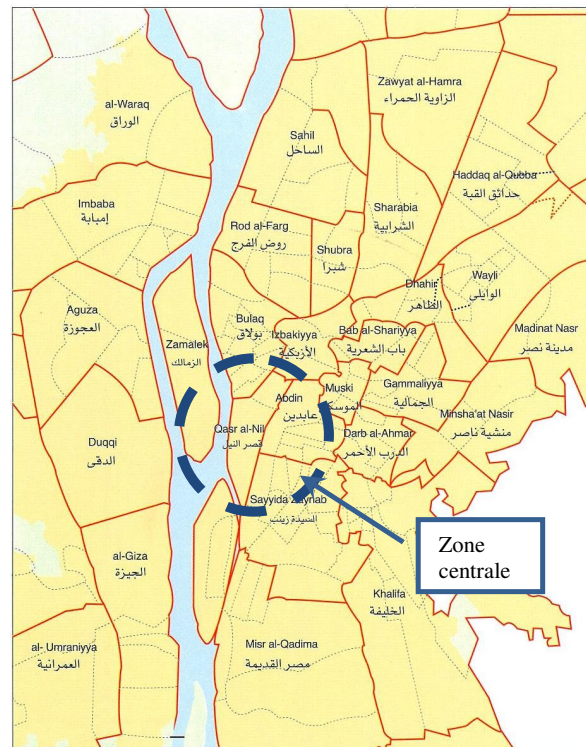 Zawyat al-Hamra
الزاوية الحمراء
al-Waraq
الوراق
Sahil
الساحل
Haddaq al-Qubba
حدائق القبة
Imbaba
إمبابة
Sharabia
الشرابية
Rod al-Farg
روض الفرج
Shubra
شبرا
Wayli
الوايلي
Dhahir
الظاهر
Aguza
العجوزة
Bulaq
بولاق
Izbakiyya
الأزبكية
Bab al-Shariyya
باب الشعرية
Madinat Nasr
مدينة نصر
Zamalek
الزمالك
Muski
الموسكي
Gammaliyya
الجمالية
Abdin
عابدين
Minsha'at Nasir
منشية ناصر
Qasr al-Nil
قصر النيل
Darb al-Ahmar
الدرب الأحمر
Duqqi
الدقى
Sayyida Zaynab
السيدة زينب
Zone
centrale
al-Giza
الجيزة
Khalifa
الخليفة
al- Umraniyya
العمرانية
Misr al-Qadima
مصر القديمة